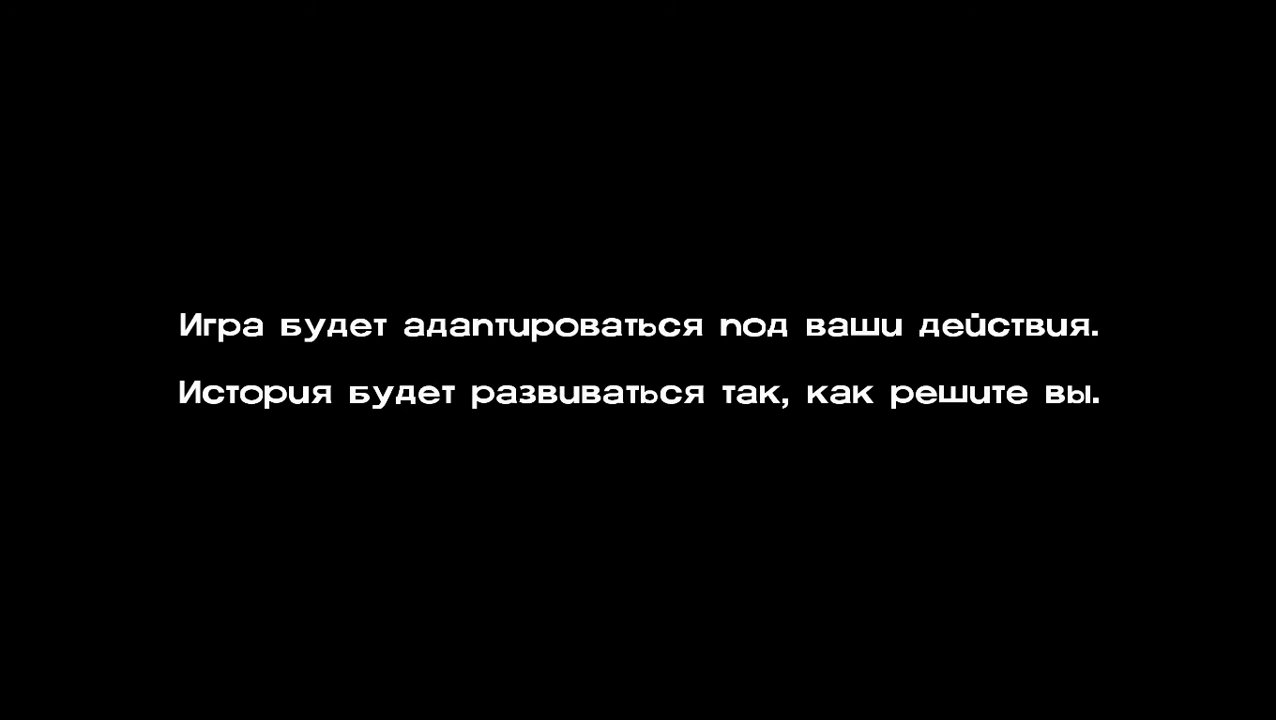 Игра будет адаптироваться под ваши действия.
История будет развиваться так, как решите вы.